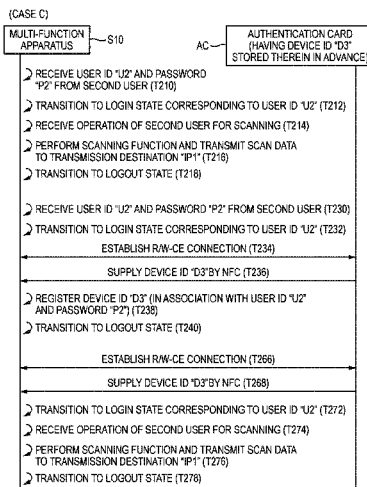 (CASE C)
MULTI-FUNCTION
APPARATUS
S10
AC
AUTHENTICATION CARD
(HAVING DEVICE ID "D3"
STORED THEREIN IN ADVANCE)
RECEIVE USER ID "U2" AND PASSWORD
"P2" FROM SECOND USER (T210)
TRANSITION TO LOGIN STATE CORRESPONDING TO USER ID "U2" (T212)
RECEIVE OPERATION OF SECOND USER FOR SCANNING (T214)
PERFORM SCANNING FUNCTION AND TRANSMIT SCAN DATA
TO TRANSMISSION DESTINATION "IP1" (T216)
TRANSITION TO LOGOUT STATE (T218)
RECEIVE USER ID "U2" AND PASSWORD "P2" FROM SECOND USER (T230)
TRANSITION TO LOGIN STATE CORRESPONDING TO USER ID "U2" (T232)
ESTABLISH R/W-CE CONNECTION (T234)
SUPPLY DEVICE ID "D3" BY NFC (T236)
REGISTER DEVICE ID "D3" (IN ASSOCIATION WITH USER ID "U2"
AND PASSWORD "P2") (T238)
TRANSITION TO LOGOUT STATE (T240)
ESTABLISH R/W-CE CONNECTION (T266)
SUPPLY DEVICE ID "D3" BY NFC (T268)
TRANSITION TO LOGIN STATE CORRESPONDING TO USER ID "U2" (T272)
RECEIVE OPERATION OF SECOND USER FOR SCANNING (T274)
PERFORM SCANNING FUNCTION AND TRANSMIT SCAN DATA
TO TRANSMISSION DESTINATION "IP1" (T276)
TRANSITION TO LOGOUT STATE (T278)